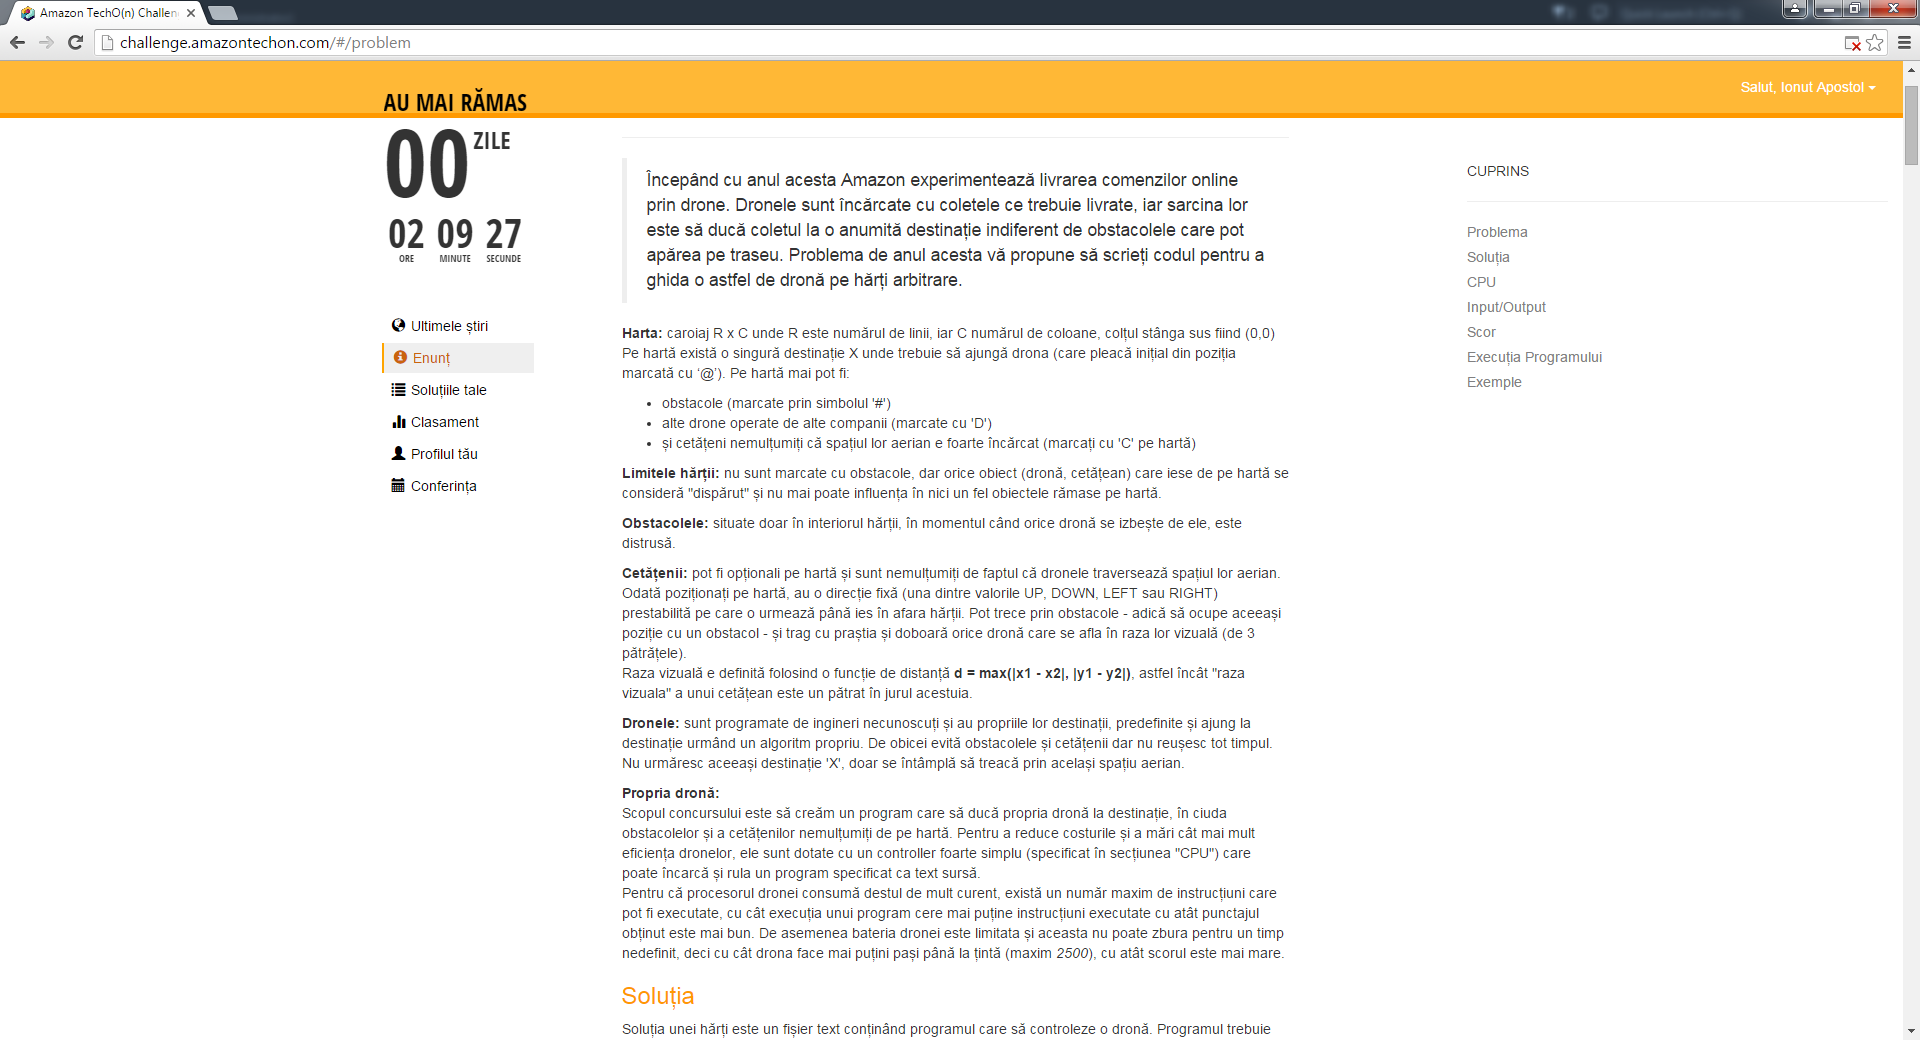 Amazon TechO(n) Challen
challenge.amazontechon.com/#/problem
Salut, Ionut Apostol
AU MAI RĂMAS
00 ZILE
02 09 27
ORE MINUTE SECUNDE
Ultimele știri
Enunț
Soluțiile tale
Clasament
Profilul tău
Conferința
Începând cu anul acesta Amazon experimentează livrarea comenzilor online
prin drone. Dronele sunt încărcate cu coletele ce trebuie livrate, iar sarcina lor
este să ducă coletul la o anumită destinație indiferent de obstacolele care pot
apărea pe traseu. Problema de anul acesta vă propune să scrieți codul pentru a
ghida o astfel de dronă pe hărți arbitrare.
Harta: caroiaj R x C unde R este numărul de linii, iar C numărul de coloane, colțul stânga sus fiind (0,0)
Pe hartă există o singură destinație X unde trebuie să ajungă drona (care pleacă inițial din poziția
marcată cu ‘@’). Pe hartă mai pot fi:
• obstacole (marcate prin simbolul '#')
• alte drone operate de alte companii (marcate cu 'D')
• și cetățeni nemulțumiți că spațiul lor aerian e foarte încărcat (marcați cu 'C' pe hartă)
Limitele hărții: nu sunt marcate cu obstacole, dar orice obiect (dronă, cetățean) care iese de pe hartă se
consideră "dispărut" și nu mai poate influența în nici un fel obiectele rămase pe hartă.
Obstacolele: situate doar în interiorul hărții, în momentul când orice dronă se izbește de ele, este
distrusă.
Cetățenii: pot fi opționali pe hartă și sunt nemulțumiți de faptul că dronele traversează spațiul lor aerian.
Odată poziționați pe hartă, au o direcție fixă (una dintre valorile UP, DOWN, LEFT sau RIGHT)
prestabilită pe care o urmează până ies în afara hărții. Pot trece prin obstacole - adică să ocupe aceeași
poziție cu un obstacol - și trag cu praștia și doboară orice dronă care se afla în raza lor vizuală (de 3
pătrățele).
Raza vizuală e definită folosind o funcție de distanță d = max(|x1 - x2|, |y1 - y2|), astfel încât "raza
vizuala" a unui cetățean este un pătrat în jurul acestuia.
Dronele: sunt programate de ingineri necunoscuți și au propriile lor destinații, predefinite și ajung la
destinație urmând un algoritm propriu. De obicei evită obstacolele și cetățenii dar nu reușesc tot timpul.
Nu urmăresc aceeași destinație 'X', doar se întâmplă să treacă prin același spațiu aerian.
Propria dronă:
Scopul concursului este să creăm un program care să ducă propria dronă la destinație, în ciuda
obstacolelor și a cetățenilor nemulțumiți de pe hartă. Pentru a reduce costurile și a mări cât mai mult
eficiența dronelor, ele sunt dotate cu un controller foarte simplu (specificat în secțiunea "CPU") care
poate încarcă și rula un program specificat ca text sursă.
Pentru că procesorul dronei consumă destul de mult curent, există un număr maxim de instrucțiuni care
pot fi executate, cu cât execuția unui program cere mai puține instrucțiuni executate cu atât punctajul
obținut este mai bun. De asemenea bateria dronei este limitata și aceasta nu poate zbura pentru un timp
nedefinit, deci cu cât drona face mai puțini pași până la țintă (maxim 2500), cu atât scorul este mai mare.
Soluția
Soluția unei hărți este un fișier text conținând programul care să controleze o dronă. Programul trebuie
CUPRINS
Problema
Soluția
CPU
Input/Output
Scor
Execuția Programului
Exemple